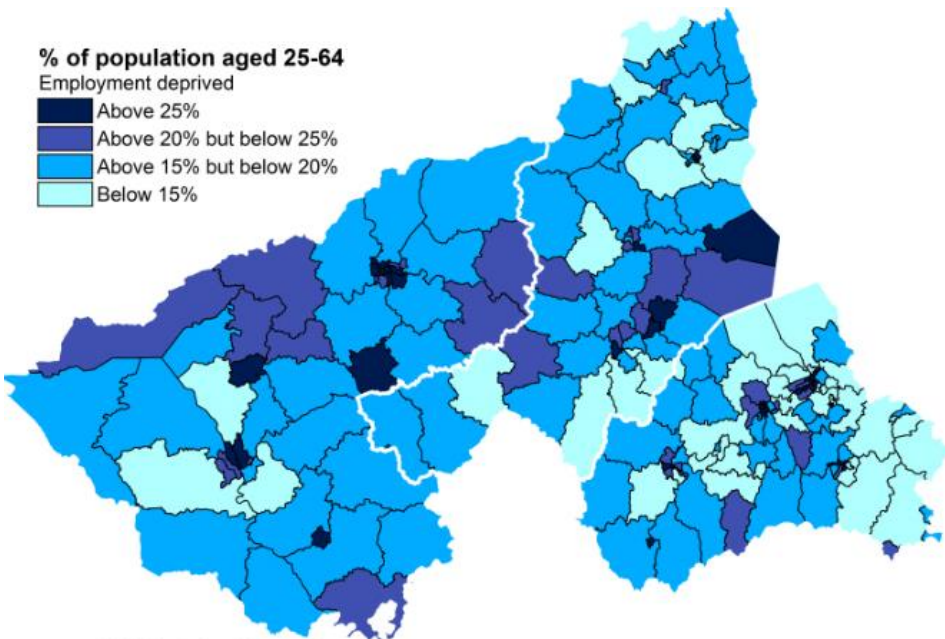 % of population aged 25-64
Employment deprived
Above 25%
Above 20% but below 25%
Above 15% but below 20%
Below 15%